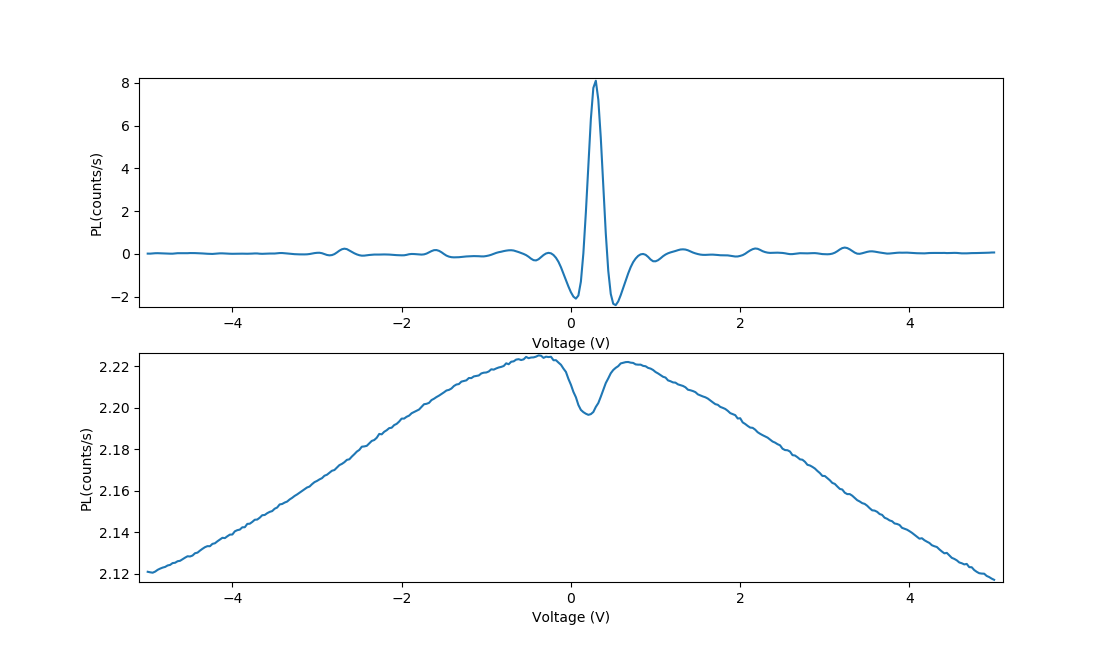 8
6
4
2
0
−2
PL(counts/s)
−4 −2 0 2 4
Voltage (V)
2.22
2.20
2.18
2.16
2.14
2.12
PL(counts/s)
−4 −2 0 2 4
Voltage (V)